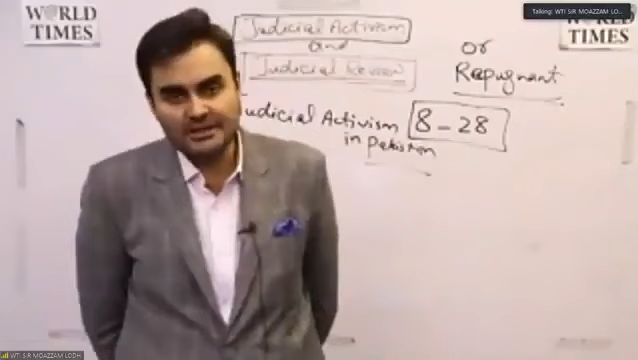 Talking: WTI SIR MOAZZAM LO...
WORLD
TIMES
WORLD
TIMES
Judicial Activism
and
Judicial Review
or
Repugnant
Judicial Activism
in Pakistan
8-28
WTI SIR MOAZZAM LODHI